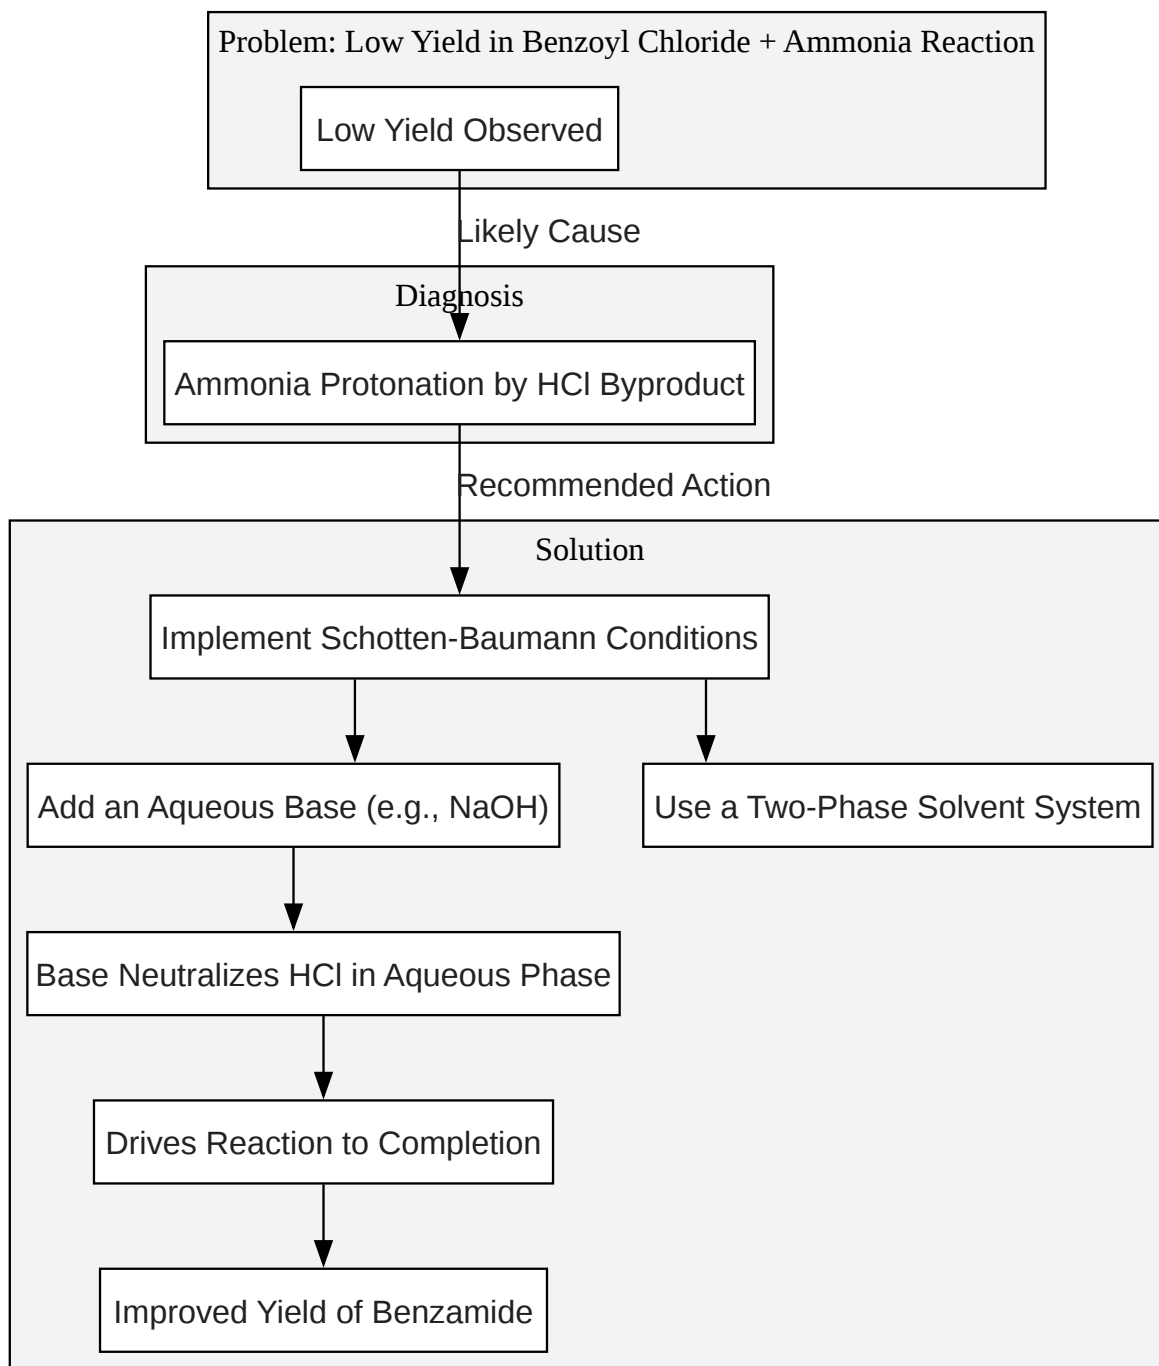 Problem: Low Yield in Benzoyl Chloride + Ammonia Reaction
Low Yield Observed
Likely Cause
Diagnosis
Ammonia Protonation by HCl Byproduct
Recommended Action
Solution
Implement Schotten-Baumann Conditions
Add an Aqueous Base (e.g., NaOH)
Use a Two-Phase Solvent System
Base Neutralizes HCl in Aqueous Phase
Drives Reaction to Completion
Improved Yield of Benzamide